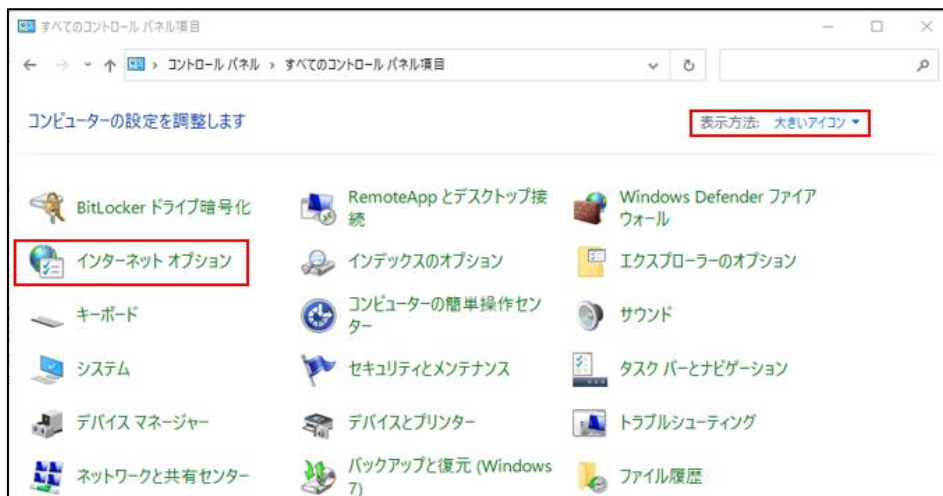 すべてのコントロール パネル項目
コントロール パネル › すべてのコントロール パネル項目
コンピューターの設定を調整します
表示方法: 大きいアイコン
BitLocker ドライブ暗号化
RemoteApp とデスクトップ接
続
Windows Defender ファイア
ウォール
インターネット オプション
インデックスのオプション
エクスプローラーのオプション
キーボード
コンピューターの簡単操作セン
ター
サウンド
システム
セキュリティとメンテナンス
タスク バーとナビゲーション
デバイス マネージャー
デバイスとプリンター
トラブルシューティング
ネットワークと共有センター
バックアップと復元 (Windows
7)
ファイル履歴